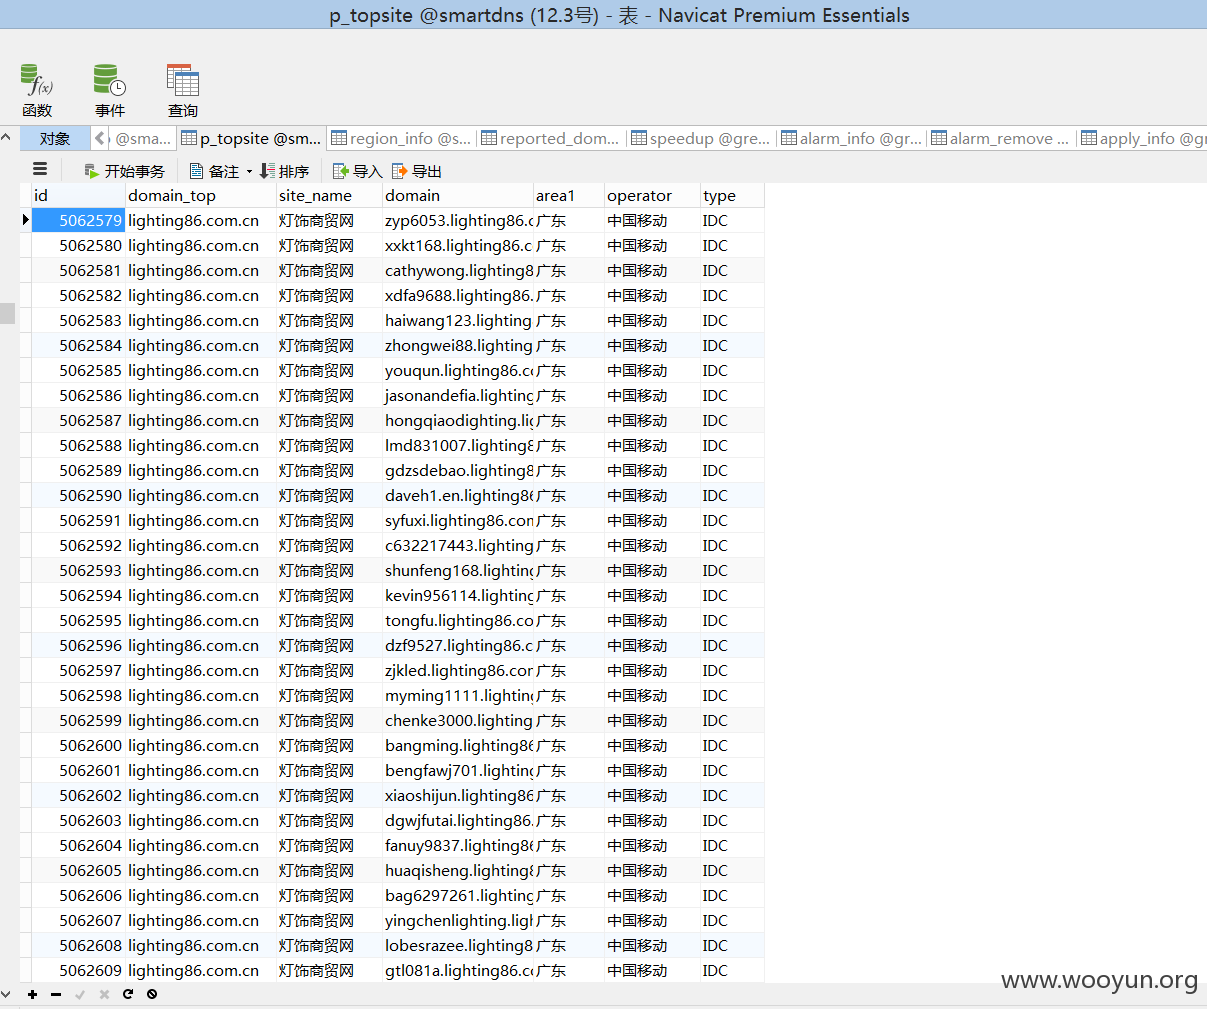 p_topsite @smartdns (12.3号) - 表 - Navicat Premium Essentials
函数 事件 查询
对象 @sma... p_topsite @sm... region_info @s... reported_dom... speedup @gre... alarm_info @gr... alarm_remove ... apply_info @gr
开始事务 备注 排序 导入 导出
id domain_top site_name domain area1 operator type
5062579 lighting86.com.cn 灯饰商贸网 zyp6053.lighting86.c 广东 中国移动 IDC
5062580 lighting86.com.cn 灯饰商贸网 xxkt168.lighting86.c 广东 中国移动 IDC
5062581 lighting86.com.cn 灯饰商贸网 cathywong.lighting8 广东 中国移动 IDC
5062582 lighting86.com.cn 灯饰商贸网 xdfa9688.lighting86. 广东 中国移动 IDC
5062583 lighting86.com.cn 灯饰商贸网 haiwang123.lighting 广东 中国移动 IDC
5062584 lighting86.com.cn 灯饰商贸网 zhongwei88.lighting 广东 中国移动 IDC
5062585 lighting86.com.cn 灯饰商贸网 youqun.lighting86.co 广东 中国移动 IDC
5062586 lighting86.com.cn 灯饰商贸网 jasonandefia.lighting 广东 中国移动 IDC
5062587 lighting86.com.cn 灯饰商贸网 hongqiaodighting.lig 广东 中国移动 IDC
5062588 lighting86.com.cn 灯饰商贸网 lmd831007.lighting8 广东 中国移动 IDC
5062589 lighting86.com.cn 灯饰商贸网 gdzsdebao.lighting8 广东 中国移动 IDC
5062590 lighting86.com.cn 灯饰商贸网 daveh1.en.lighting86 广东 中国移动 IDC
5062591 lighting86.com.cn 灯饰商贸网 syfuxi.lighting86.con 广东 中国移动 IDC
5062592 lighting86.com.cn 灯饰商贸网 c632217443.lighting 广东 中国移动 IDC
5062593 lighting86.com.cn 灯饰商贸网 shunfeng168.lighting 广东 中国移动 IDC
5062594 lighting86.com.cn 灯饰商贸网 kevin956114.lighting 广东 中国移动 IDC
5062595 lighting86.com.cn 灯饰商贸网 tongfu.lighting86.co 广东 中国移动 IDC
5062596 lighting86.com.cn 灯饰商贸网 dzf9527.lighting86.c 广东 中国移动 IDC
5062597 lighting86.com.cn 灯饰商贸网 zjkled.lighting86.cor 广东 中国移动 IDC
5062598 lighting86.com.cn 灯饰商贸网 myming1111.lighting 广东 中国移动 IDC
5062599 lighting86.com.cn 灯饰商贸网 chenke3000.lighting 广东 中国移动 IDC
5062600 lighting86.com.cn 灯饰商贸网 bangming.lighting86 广东 中国移动 IDC
5062601 lighting86.com.cn 灯饰商贸网 bengfawj701.lighting 广东 中国移动 IDC
5062602 lighting86.com.cn 灯饰商贸网 xiaoshijun.lighting86 广东 中国移动 IDC
5062603 lighting86.com.cn 灯饰商贸网 dgwjfutai.lighting86. 广东 中国移动 IDC
5062604 lighting86.com.cn 灯饰商贸网 fanuy9837.lighting86 广东 中国移动 IDC
5062605 lighting86.com.cn 灯饰商贸网 huaqisheng.lighting8 广东 中国移动 IDC
5062606 lighting86.com.cn 灯饰商贸网 bag6297261.lighting 广东 中国移动 IDC
5062607 lighting86.com.cn 灯饰商贸网 yingchenlighting.ligh 广东 中国移动 IDC
5062608 lighting86.com.cn 灯饰商贸网 lobesrazee.lighting8 广东 中国移动 IDC
5062609 lighting86.com.cn 灯饰商贸网 gtl081a.lighting86.co 广东 中国移动 IDC
www.wooyun.org